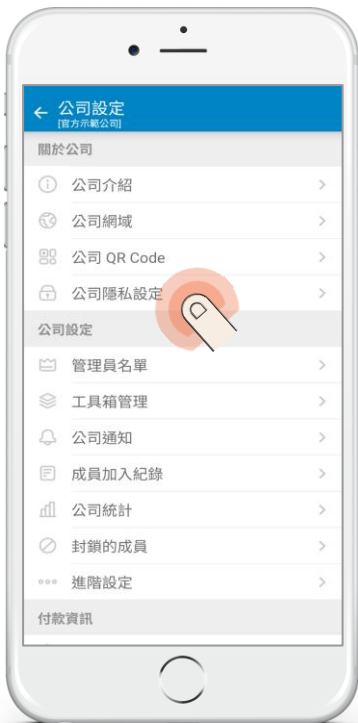 公司設定
[官方示範公司]
關於公司
公司介紹
公司網域
公司 QR Code
公司隱私設定
公司設定
管理員名單
工具箱管理
公司通知
成員加入紀錄
公司統計
封鎖的成員
進階設定
付款資訊